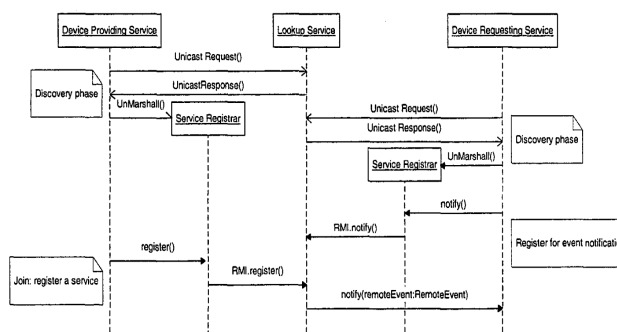 Device Providing Service
Lookup Service
Device Requesting Service
Unicast Request()
UnicastResponse()
Discovery phase
UnMarshall()
Service Registrar
Unicast Request()
Unicast Response()
Discovery phase
UnMarshall()
Service Registrar
notify()
RMI.notify()
Register for event notificati
register()
Join: register a service
RMI.register()
notify(remoteEvent:RemoteEvent)